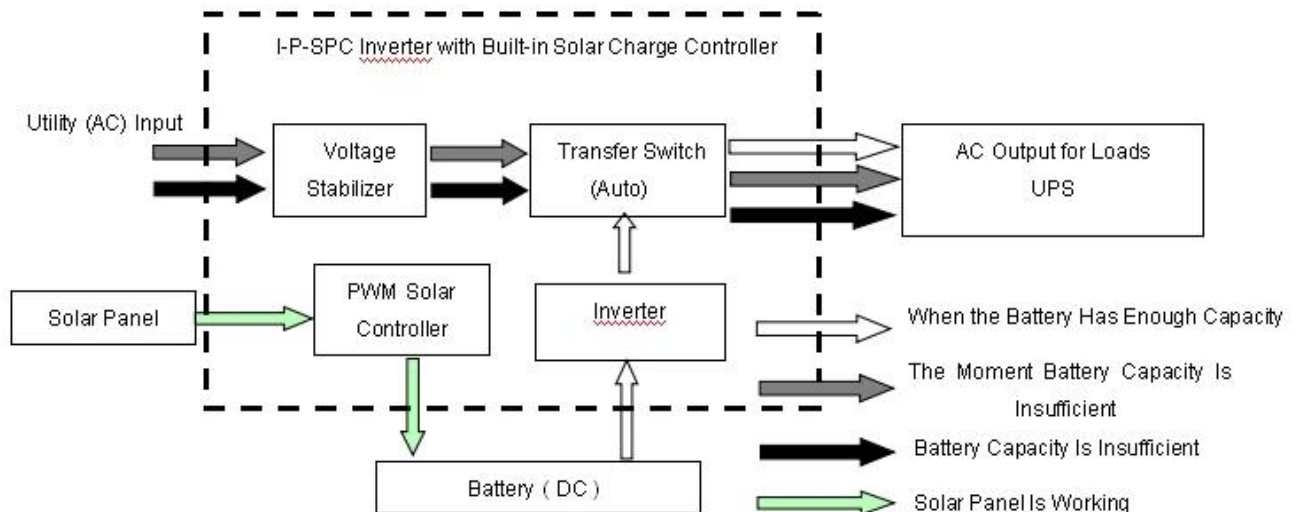 I-P-SPC Inverter with Built-in Solar Charge Controller
Utility (AC) Input
Voltage
Stabilizer
Transfer Switch
(Auto)
AC Output for Loads
UPS
Solar Panel
PWM Solar
Controller
Inverter
Battery ( DC )
When the Battery Has Enough Capacity
The Moment Battery Capacity Is
Insufficient
Battery Capacity Is Insufficient
Solar Panel Is Working